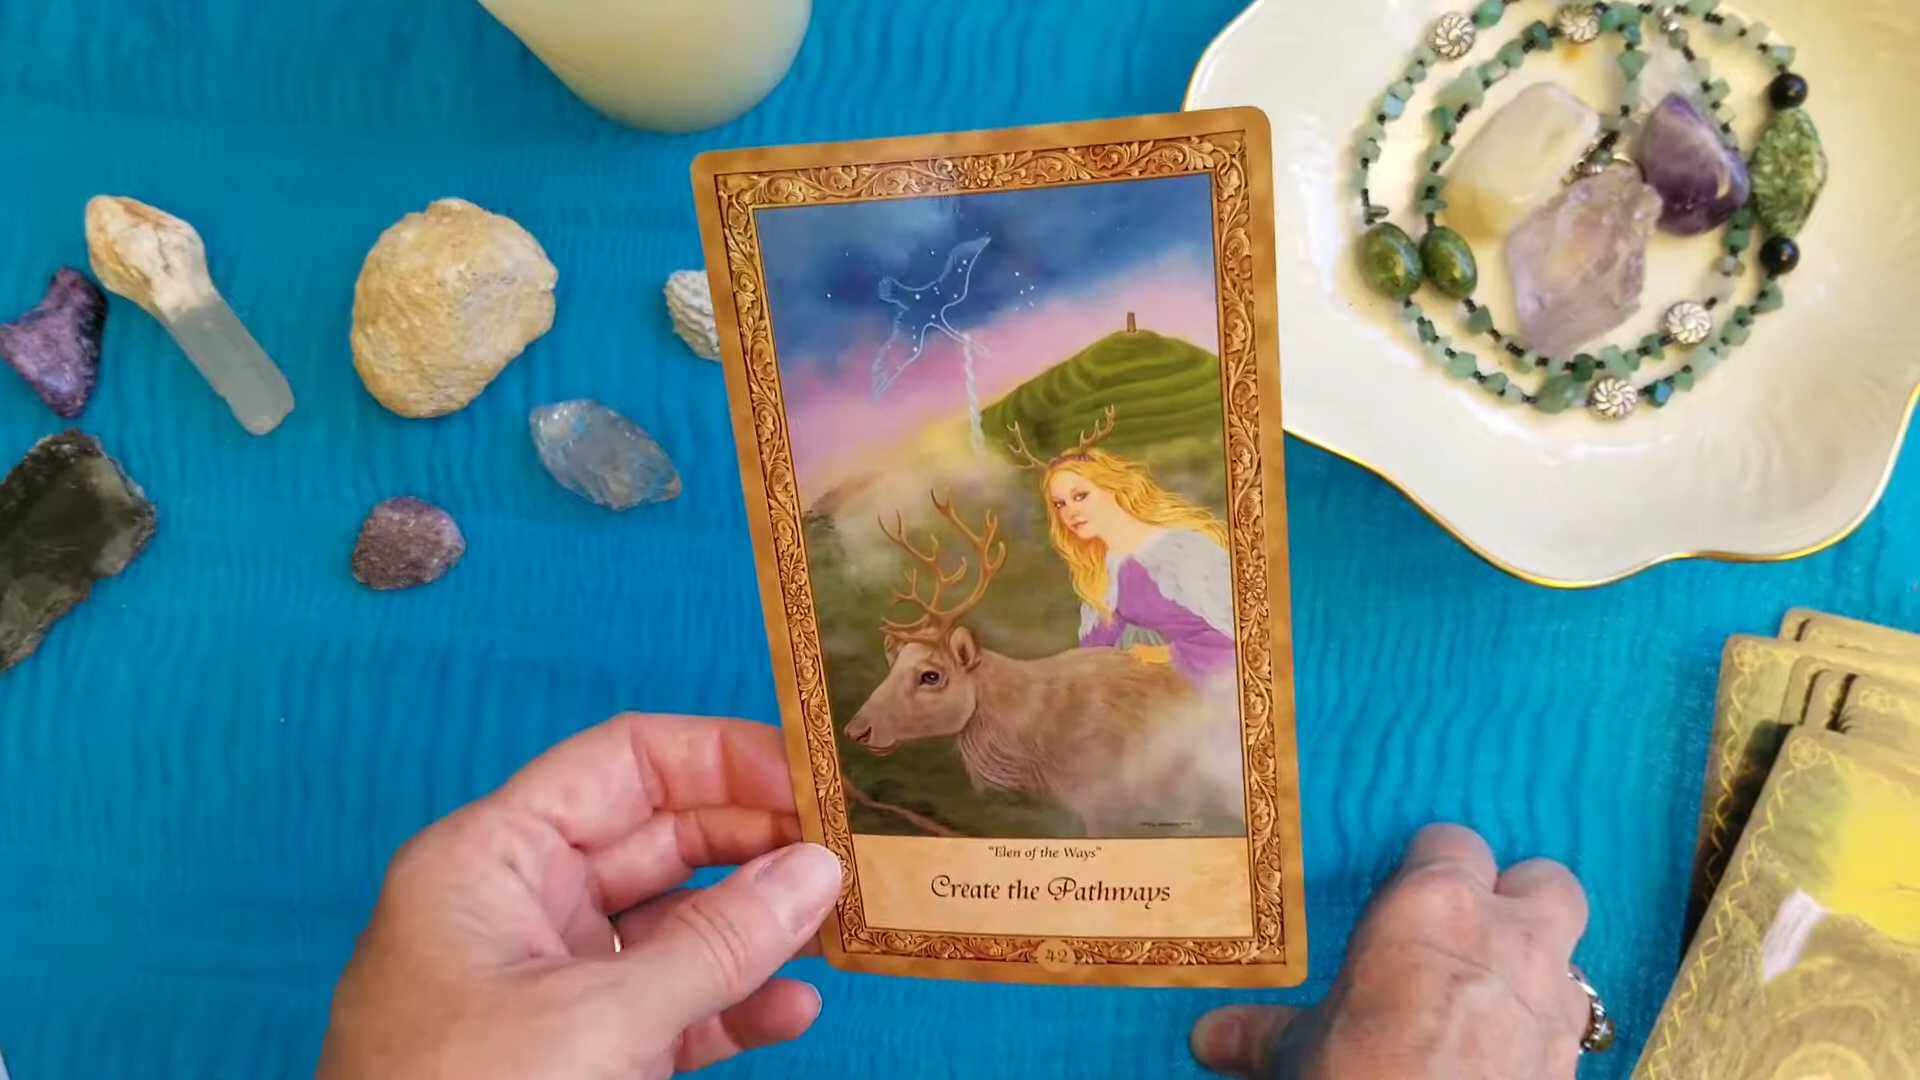 "Elen of the Ways"
Create the Pathways
42